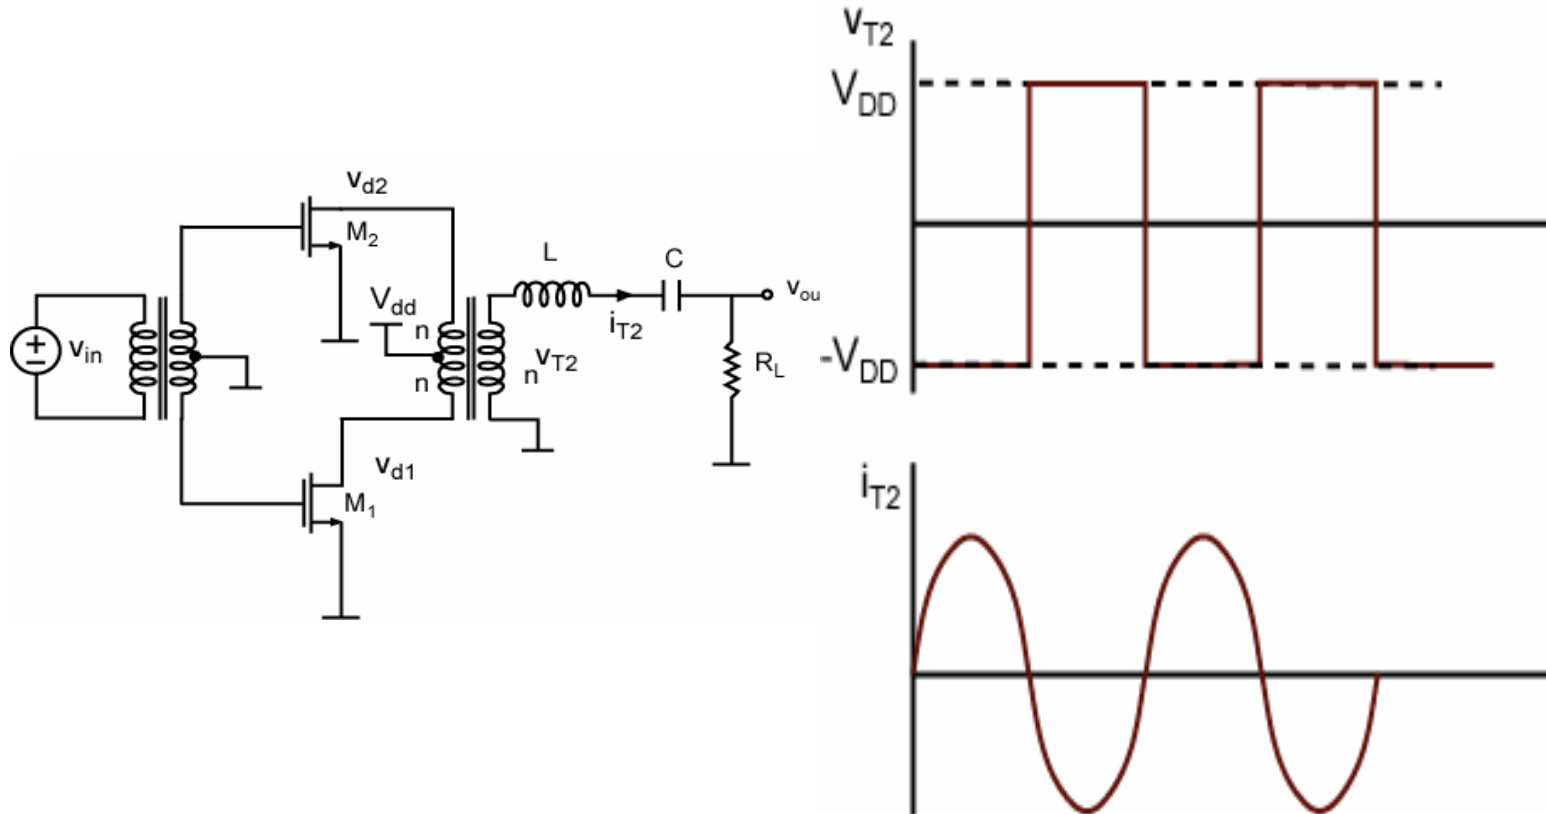 v_d2
M_2
L
C
v_ou
V_dd
i_T2
n
v_in
v_T2
n
n
R_L
v_d1
M_1
v_T2
V_DD
-V_DD
i_T2